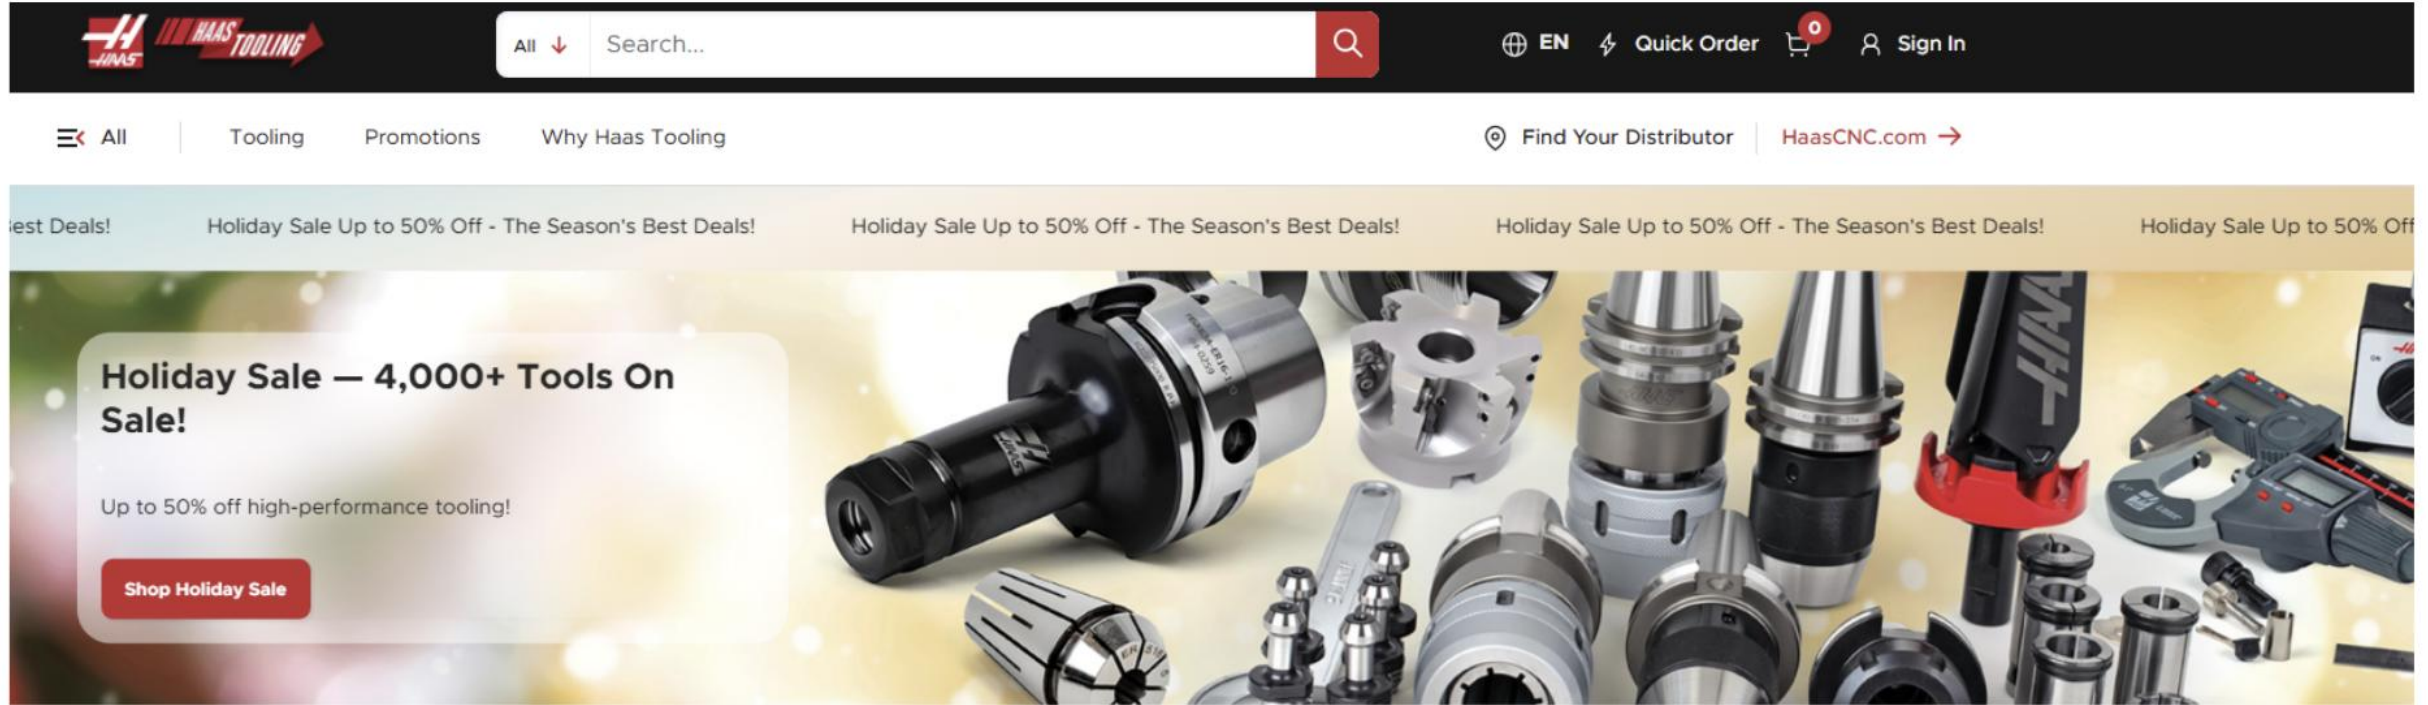 HAAS
HAAS TOOLING
All
Search...
EN
Quick Order
0
Sign In
All
Tooling
Promotions
Why Haas Tooling
Find Your Distributor
HaasCNC.com
est Deals!
Holiday Sale Up to 50% Off - The Season's Best Deals!
Holiday Sale Up to 50% Off - The Season's Best Deals!
Holiday Sale Up to 50% Off - The Season's Best Deals!
Holiday Sale Up to 50% Off
Holiday Sale — 4,000+ Tools On
Sale!
Up to 50% off high-performance tooling!
Shop Holiday Sale
HAAS
HAA